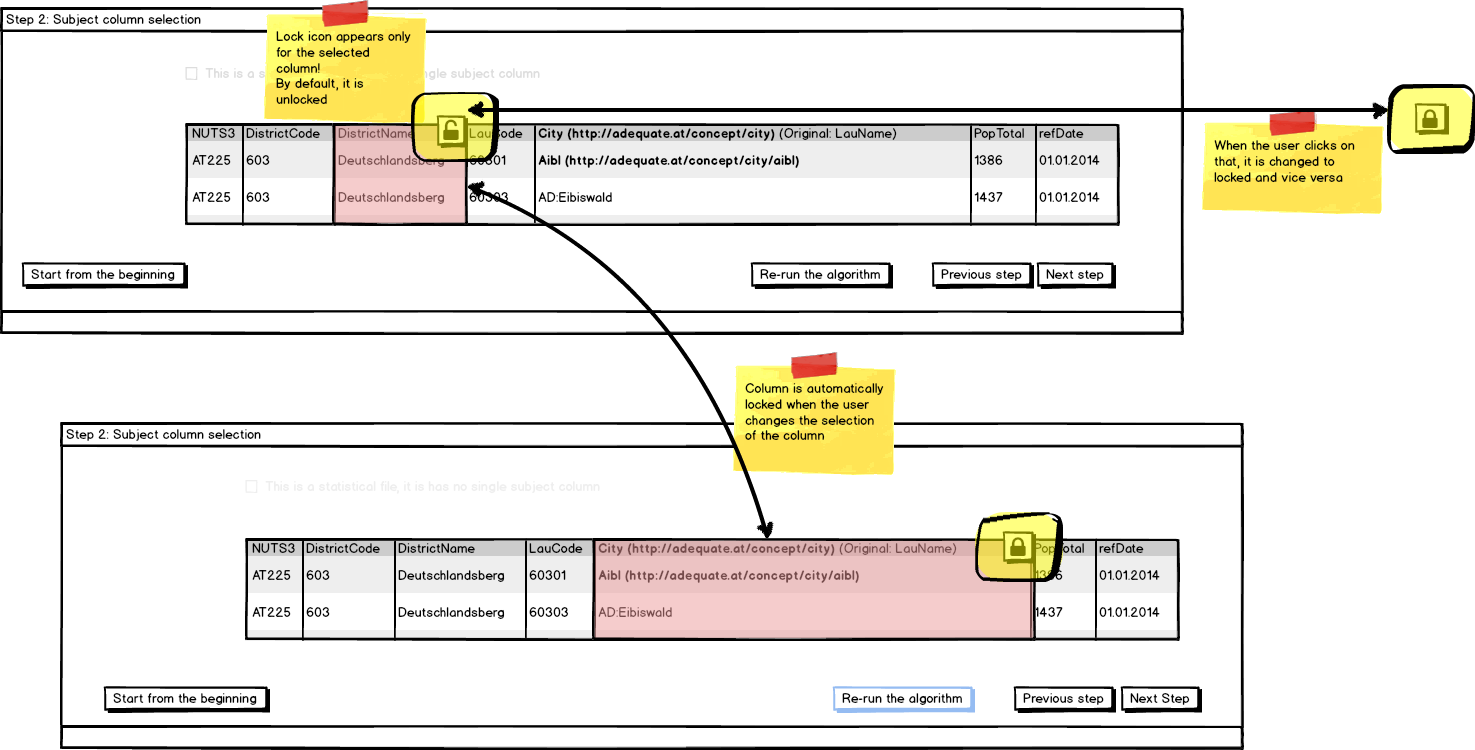 Step 2: Subject column selection
Lock icon appears only
for the selected
column!
By default, it is
unlocked
This is a s ngle subject column
NUTS3 DistrictCode DistrictName LauCode City (http://adequate.at/concept/city) (Original: LauName) PopTotal refDate
AT225 603 Deutschlandsberg 60301 Aibl (http://adequate.at/concept/city/aibl) 1386 01.01.2014
AT225 603 Deutschlandsberg 60303 AD:Eibiswald 1437 01.01.2014
When the user clicks on
that, it is changed to
locked and vice versa
Start from the beginning Re-run the algorithm Previous step Next step
Column is automatically
locked when the user
changes the selection
of the column
Step 2: Subject column selection
This is a statistical file, it is has no single subject column
NUTS3 DistrictCode DistrictName LauCode City (http://adequate.at/concept/city) (Original: LauName) PopTotal refDate
AT225 603 Deutschlandsberg 60301 Aibl (http://adequate.at/concept/city/aibl) 1386 01.01.2014
AT225 603 Deutschlandsberg 60303 AD:Eibiswald 1437 01.01.2014
Start from the beginning Re-run the algorithm Previous step Next Step